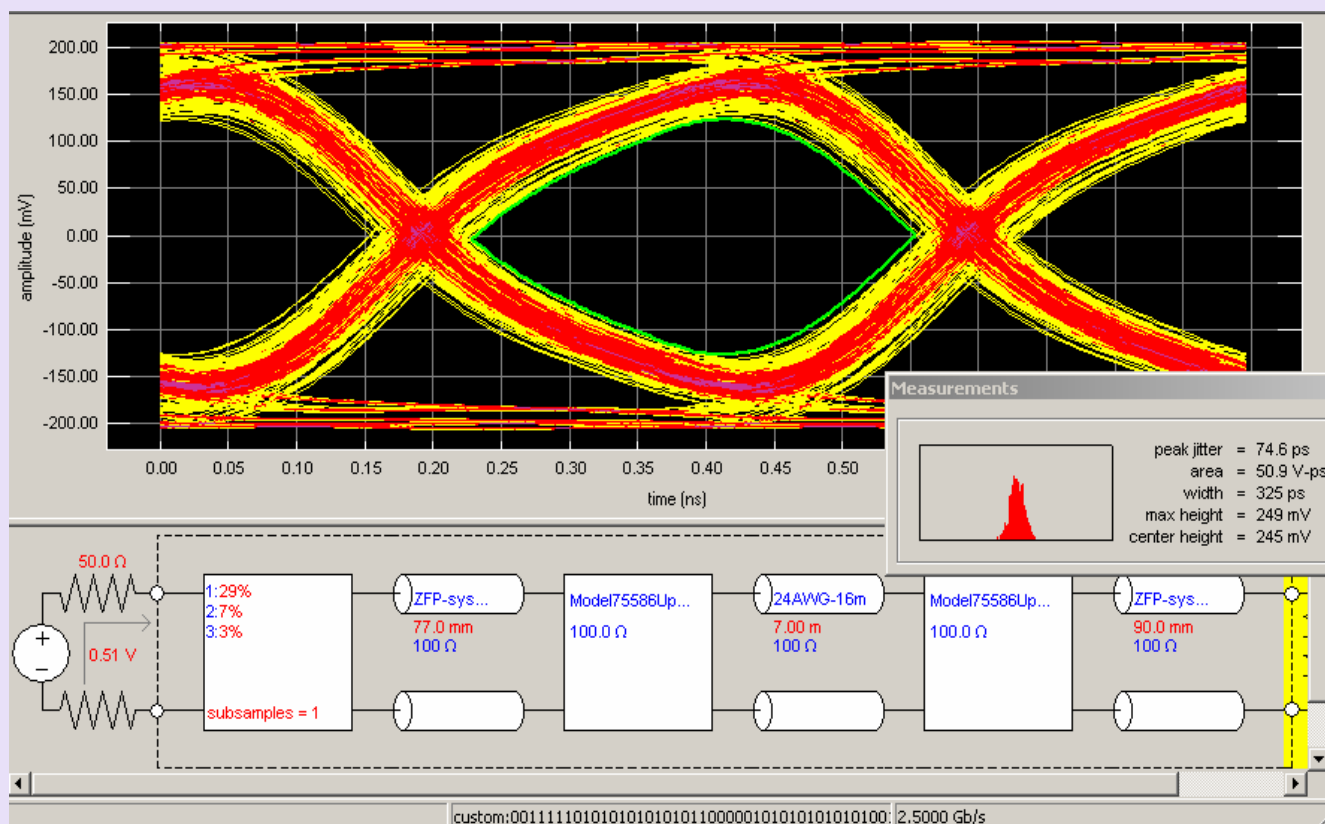 200.00
150.00
100.00
50.00
0.00
-50.00
-100.00
-150.00
-200.00
amplitude (mV)
0.00 0.05 0.10 0.15 0.20 0.25 0.30 0.35 0.40 0.45 0.50
time (ns)
Measurements
peak jitter = 74.6 ps
area = 50.9 V-ps
width = 325 ps
max height = 249 mV
center height = 245 mV
50.0 Ω
+
−
0.51 V
1:29%
2:7%
3:3%
subsamples = 1
ZFP-sys...
77.0 mm
100 Ω
Model75586Up...
100.0 Ω
24AWG-16m
7.00 m
100 Ω
Model75586Up...
100.0 Ω
ZFP-sys...
90.0 mm
100 Ω
2.5000 Gb/s